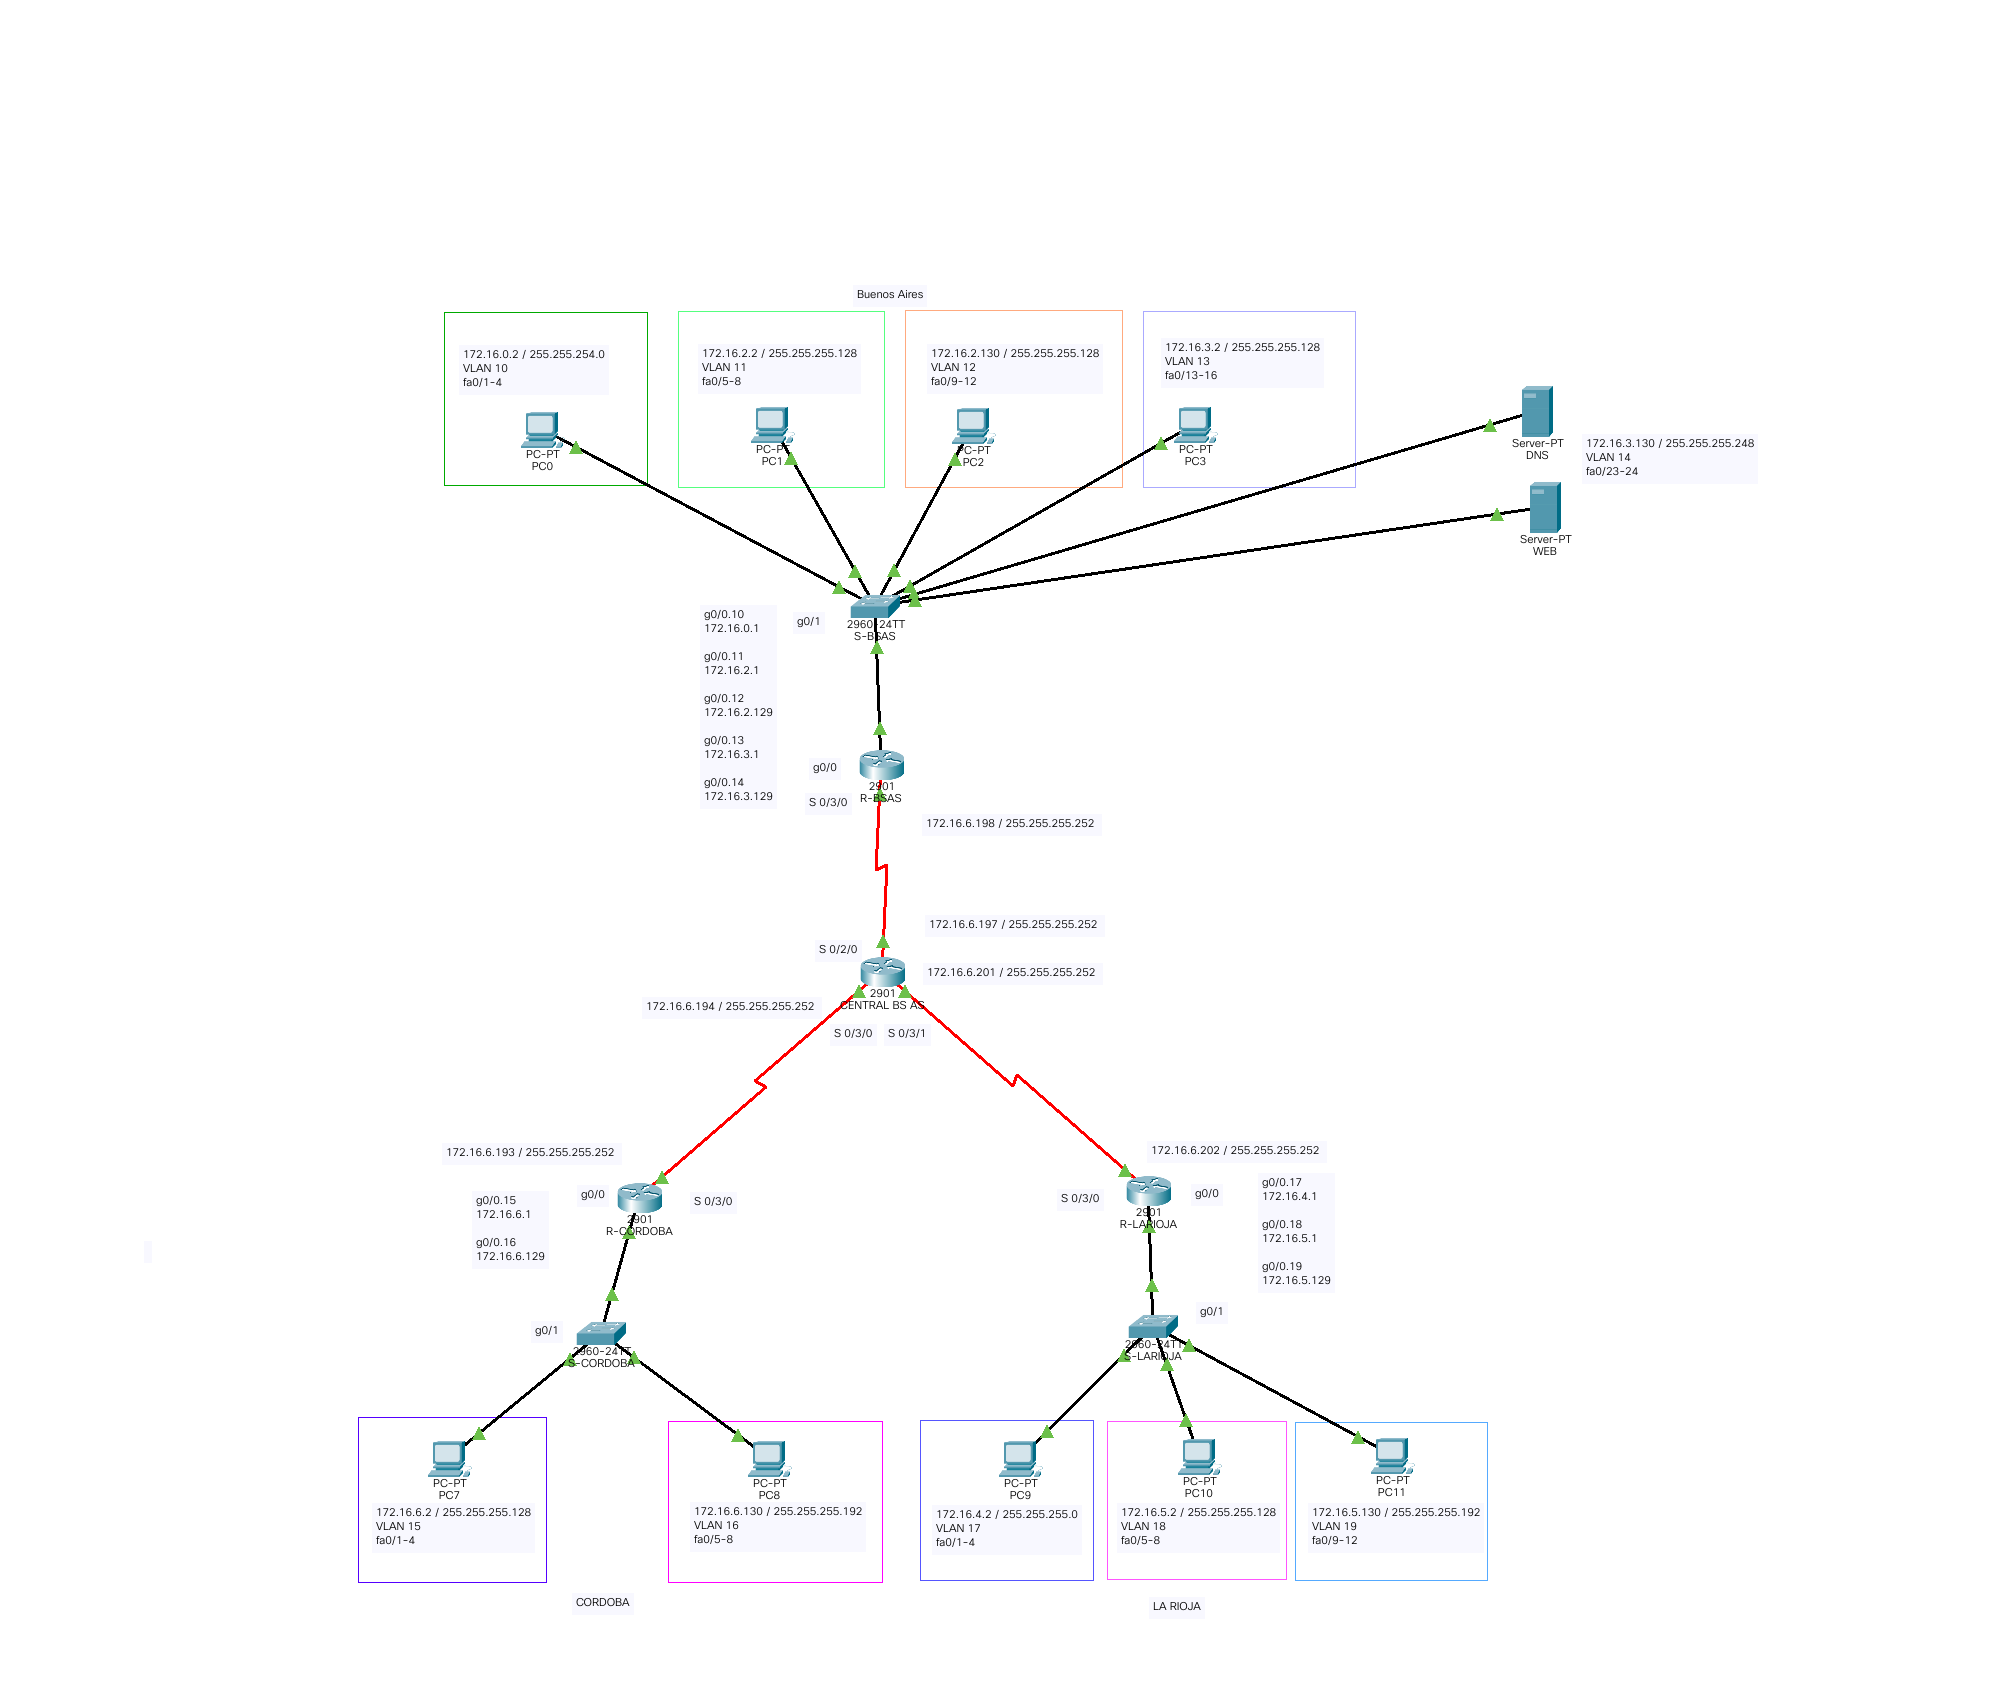 Buenos Aires
172.16.0.2 / 255.255.254.0
VLAN 10
fa0/1-4
PC-PT
PC0
172.16.2.2 / 255.255.255.128
VLAN 11
fa0/5-8
PC-PT
PC1
172.16.2.130 / 255.255.255.128
VLAN 12
fa0/9-12
PC-PT
PC2
172.16.3.2 / 255.255.255.128
VLAN 13
fa0/13-16
PC-PT
PC3
Server-PT
DNS
172.16.3.130 / 255.255.255.248
VLAN 14
fa0/23-24
Server-PT
WEB
g0/0.10
172.16.0.1
g0/0.11
172.16.2.1
g0/0.12
172.16.2.129
g0/0.13
172.16.3.1
g0/0.14
172.16.3.129
g0/1
2960-24TT
S-BSAS
g0/0
2901
R-BSAS
S 0/3/0
172.16.6.198 / 255.255.255.252
172.16.6.197 / 255.255.255.252
S 0/2/0
172.16.6.201 / 255.255.255.252
2901
CENTRAL BS AS
172.16.6.194 / 255.255.255.252
S 0/3/0
S 0/3/1
172.16.6.193 / 255.255.255.252
g0/0.15
172.16.6.1
g0/0.16
172.16.6.129
g0/0
S 0/3/0
2901
R-CORDOBA
172.16.6.202 / 255.255.255.252
S 0/3/0
g0/0
2901
R-LARIOJA
g0/0.17
172.16.4.1
g0/0.18
172.16.5.1
g0/0.19
172.16.5.129
g0/1
2960-24TT
S-CORDOBA
g0/1
2960-24TT
S-LARIOJA
PC-PT
PC7
172.16.6.2 / 255.255.255.128
VLAN 15
fa0/1-4
PC-PT
PC8
172.16.6.130 / 255.255.255.192
VLAN 16
fa0/5-8
PC-PT
PC9
172.16.4.2 / 255.255.255.0
VLAN 17
fa0/1-4
PC-PT
PC10
172.16.5.2 / 255.255.255.128
VLAN 18
fa0/5-8
PC-PT
PC11
172.16.5.130 / 255.255.255.192
VLAN 19
fa0/9-12
CORDOBA
LA RIOJA